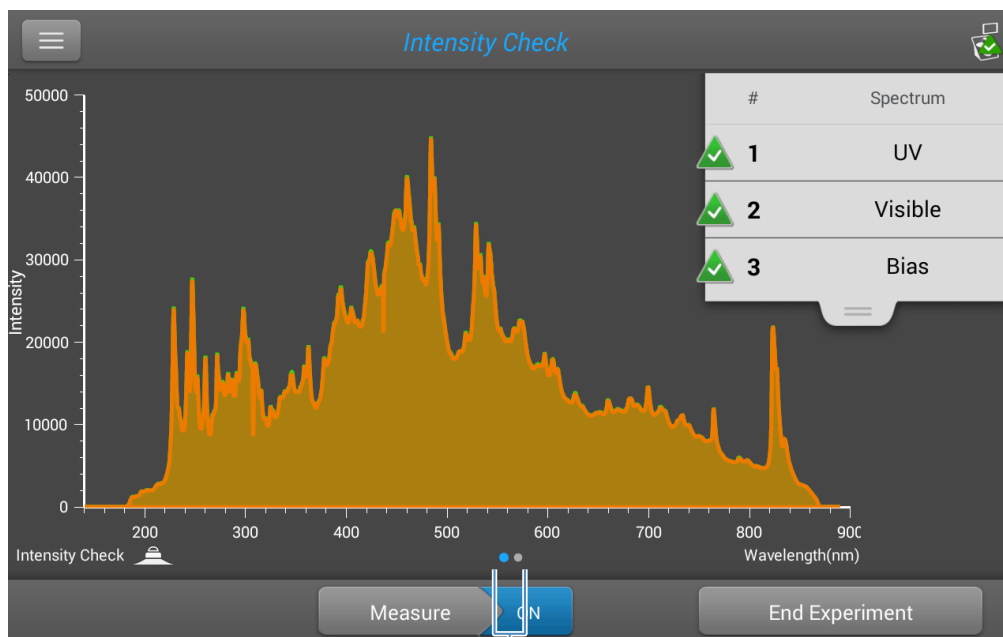 Intensity Check
# Spectrum
1 UV
2 Visible
3 Bias
Intensity
50000
40000
30000
20000
10000
0
200 300 400 500 600 700 800 900
Intensity Check
Wavelength(nm)
Measure ON End Experiment